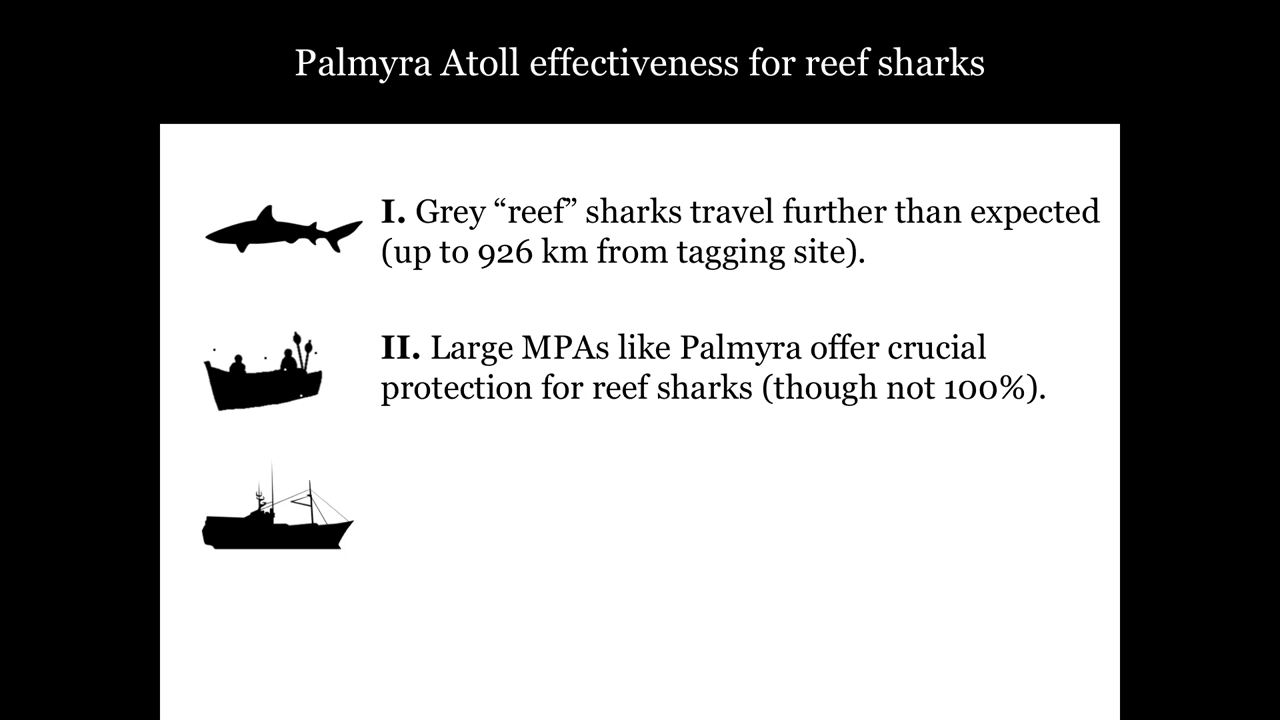 Palmyra Atoll effectiveness for reef sharks
I. Grey “reef” sharks travel further than expected
(up to 926 km from tagging site).
II. Large MPAs like Palmyra offer crucial
protection for reef sharks (though not 100%).